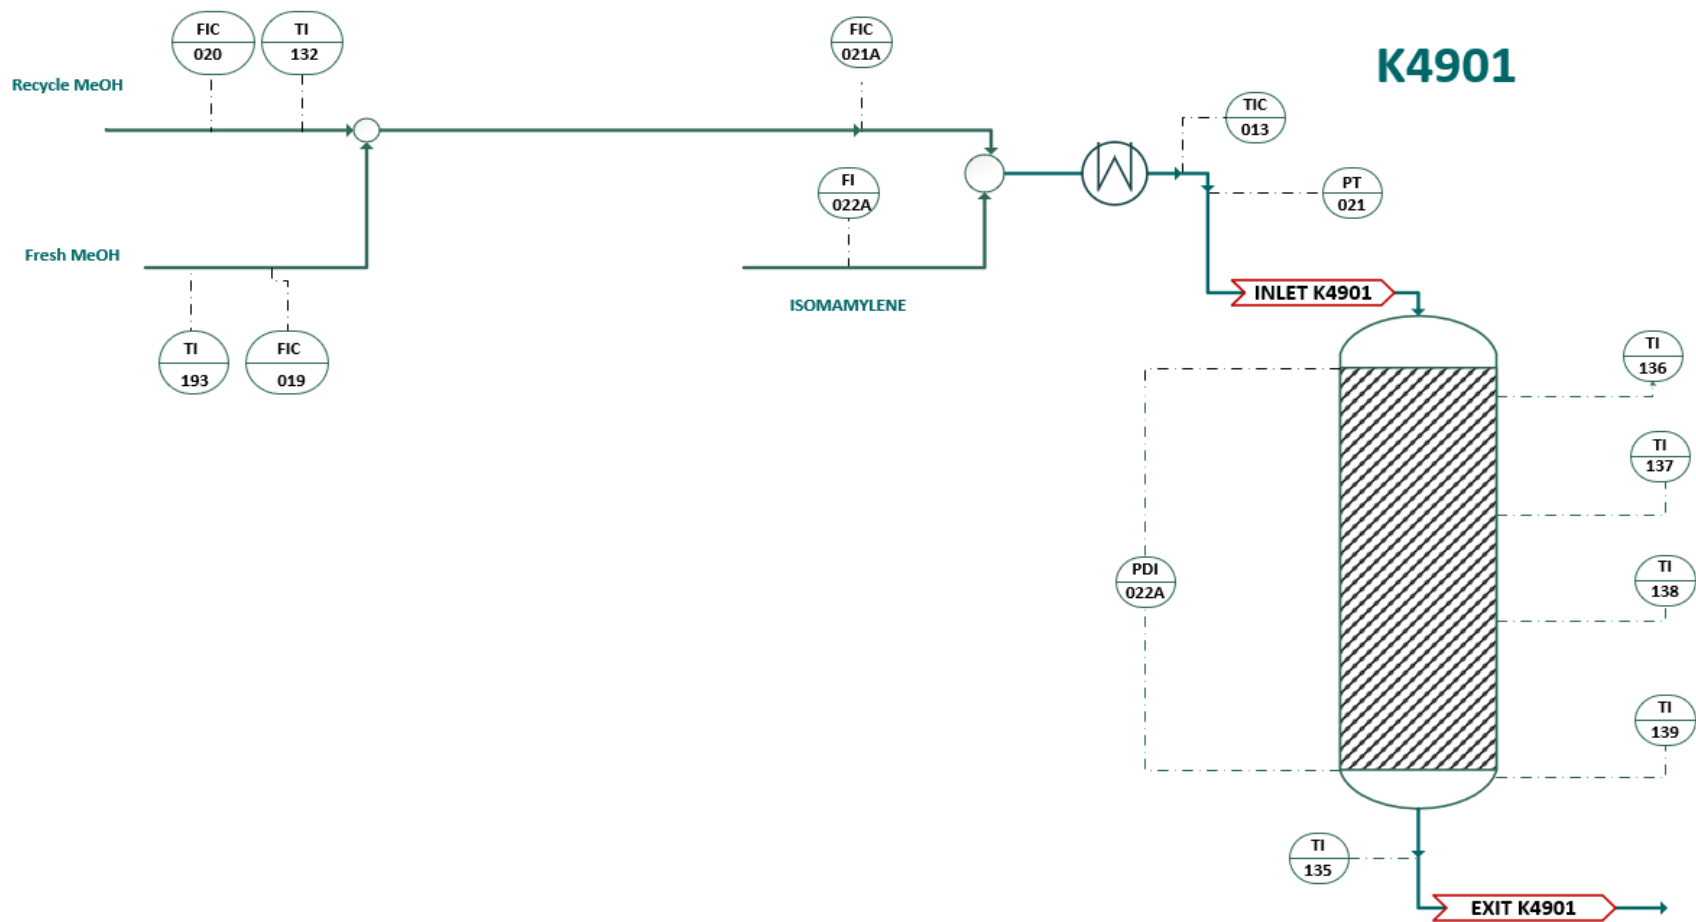 FIC
020
TI
132
FIC
021A
K4901
Recycle MeOH
TIC
013
FI
022A
PT
021
Fresh MeOH
ISOMAMYLENE
INLET K4901
TI
193
FIC
019
TI
136
TI
137
PDI
022A
TI
138
TI
139
TI
135
EXIT K4901